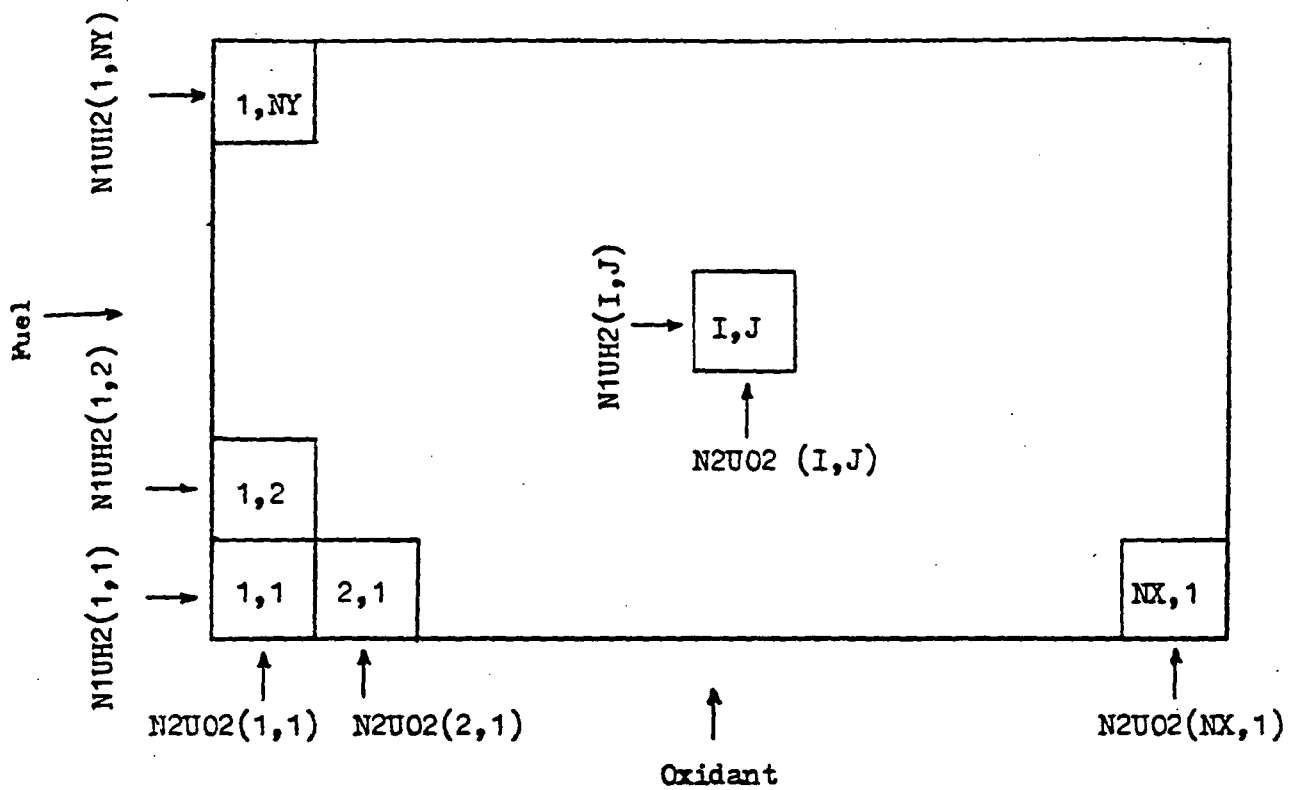 N1UH2(1,NY)
1,NY
Fuel
N1UH2(I,J)
I,J
N2UO2 (I,J)
N1UH2(1,2)
1,2
N1UH2(1,1)
1,1
2,1
NX,1
N2UO2(1,1)
N2UO2(2,1)
N2UO2(NX,1)
Oxidant